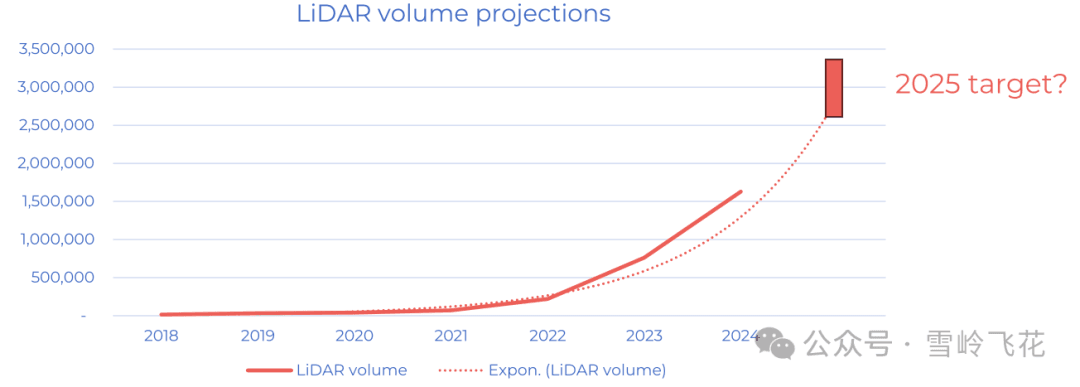 LiDAR volume projections
3,500,000
3,000,000
2025 target?
2,500,000
2,000,000
1,500,000
1,000,000
500,000
-
2018 2019 2020 2021 2022 2023 2024
公众号 · 雪岭飞花
LiDAR volume Expon. (LiDAR volume)